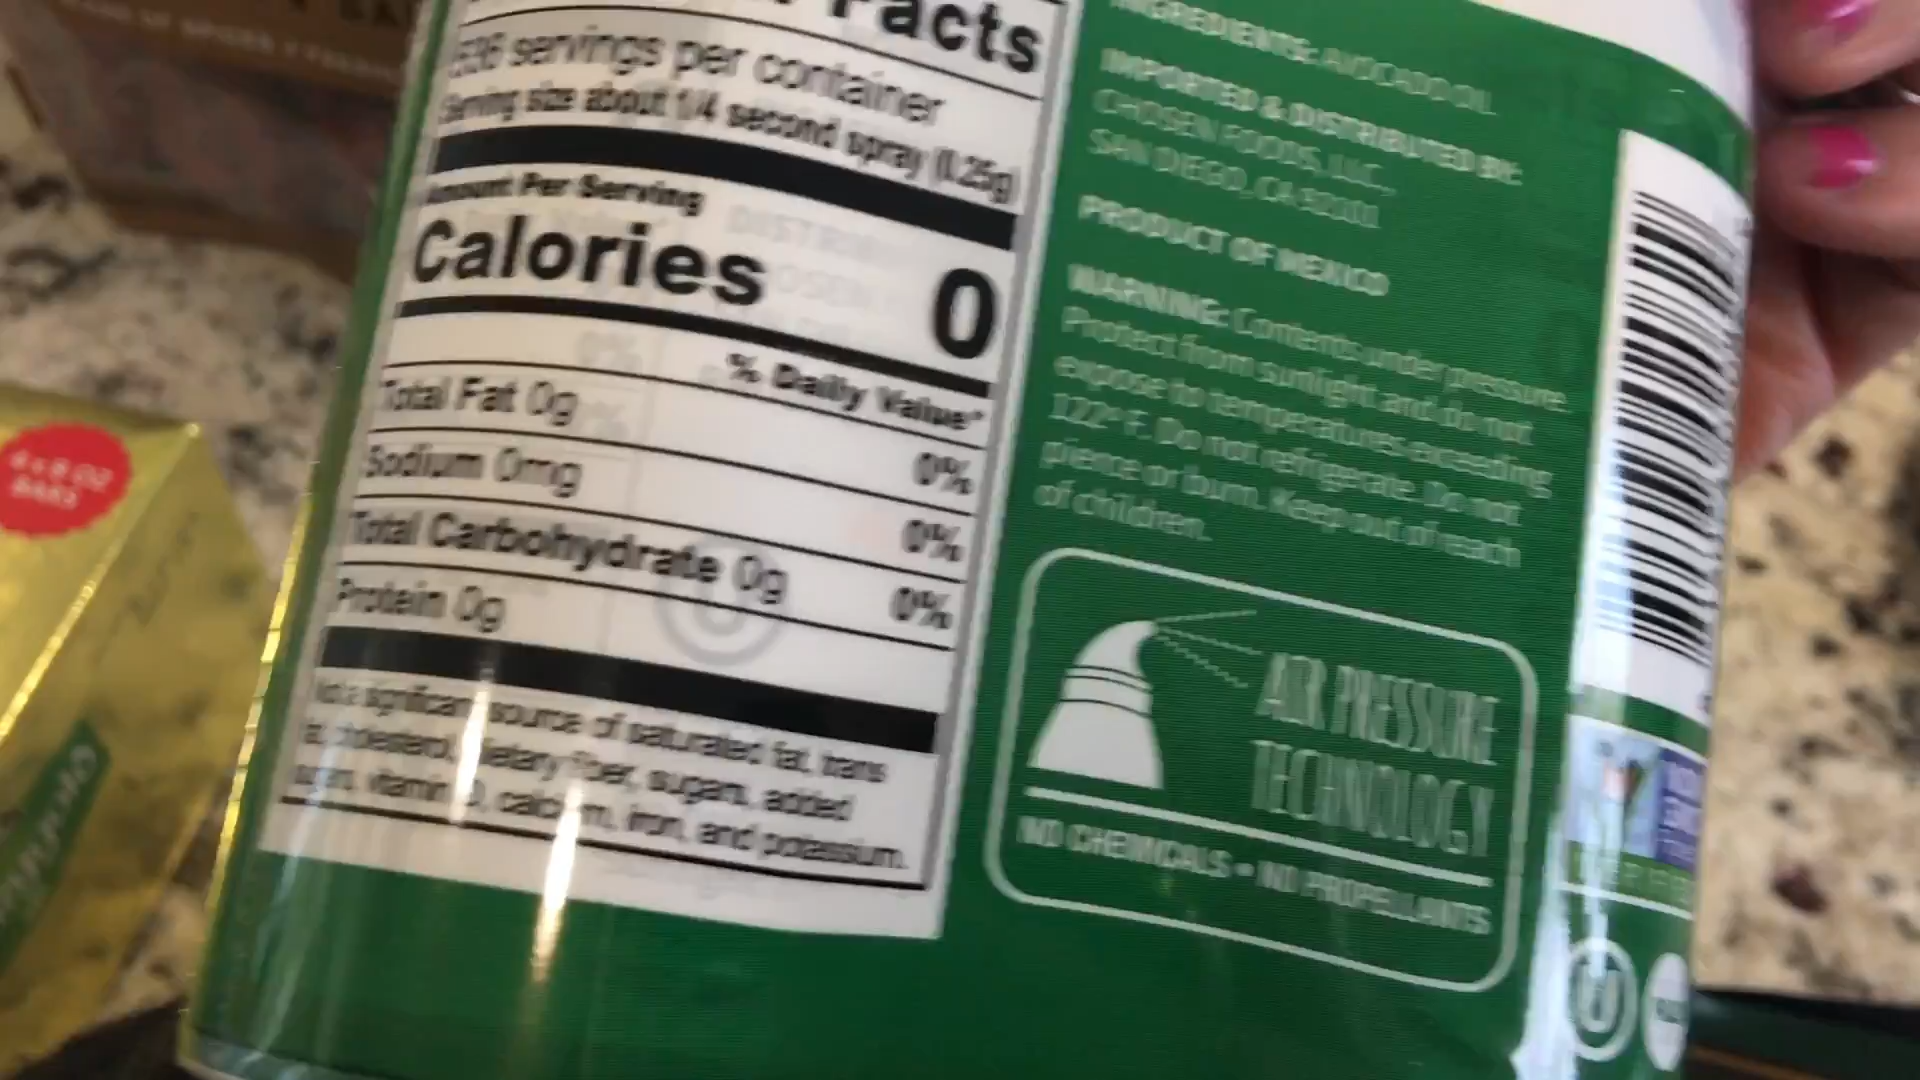 Facts
servings per container
Serving size about 1/4 second spray (.25g)
Amount Per Serving
Calories 0
% Daily Value*
Total Fat 0g 0%
Sodium 0mg 0%
Total Carbohydrate 0g 0%
Protein 0g
Not a significant source of saturated fat, trans
fat, cholesterol, dietary fiber, sugars, added
sugars, vitamin D, calcium, iron, and potassium.
INGREDIENTS: AVOCADO OIL
IMPORTED & DISTRIBUTED BY:
CHOSEN FOODS, LLC.,
SAN DIEGO, CA 92101
PRODUCT OF MEXICO
WARNING: Contents under pressure.
Protect from sunlight and do not
expose to temperatures exceeding
122° F. Do not refrigerate. Do not
pierce or burn. Keep out of reach
of children.
AIR PRESSURE
TECHNOLOGY
NO CHEMICALS • NO PROPELLANTS
U
4 x 8 OZ
BARS